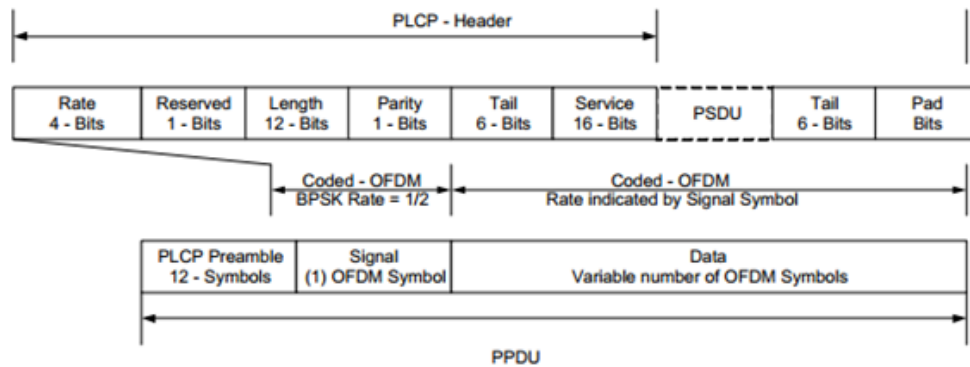 PLCP - Header
Rate
4 - Bits
Reserved
1 - Bits
Length
12 - Bits
Parity
1 - Bits
Tail
6 - Bits
Service
16 - Bits
PSDU
Tail
6 - Bits
Pad
Bits
Coded - OFDM
BPSK Rate = 1/2
Coded - OFDM
Rate indicated by Signal Symbol
PLCP Preamble
12 - Symbols
Signal
(1) OFDM Symbol
Data
Variable number of OFDM Symbols
PPDU